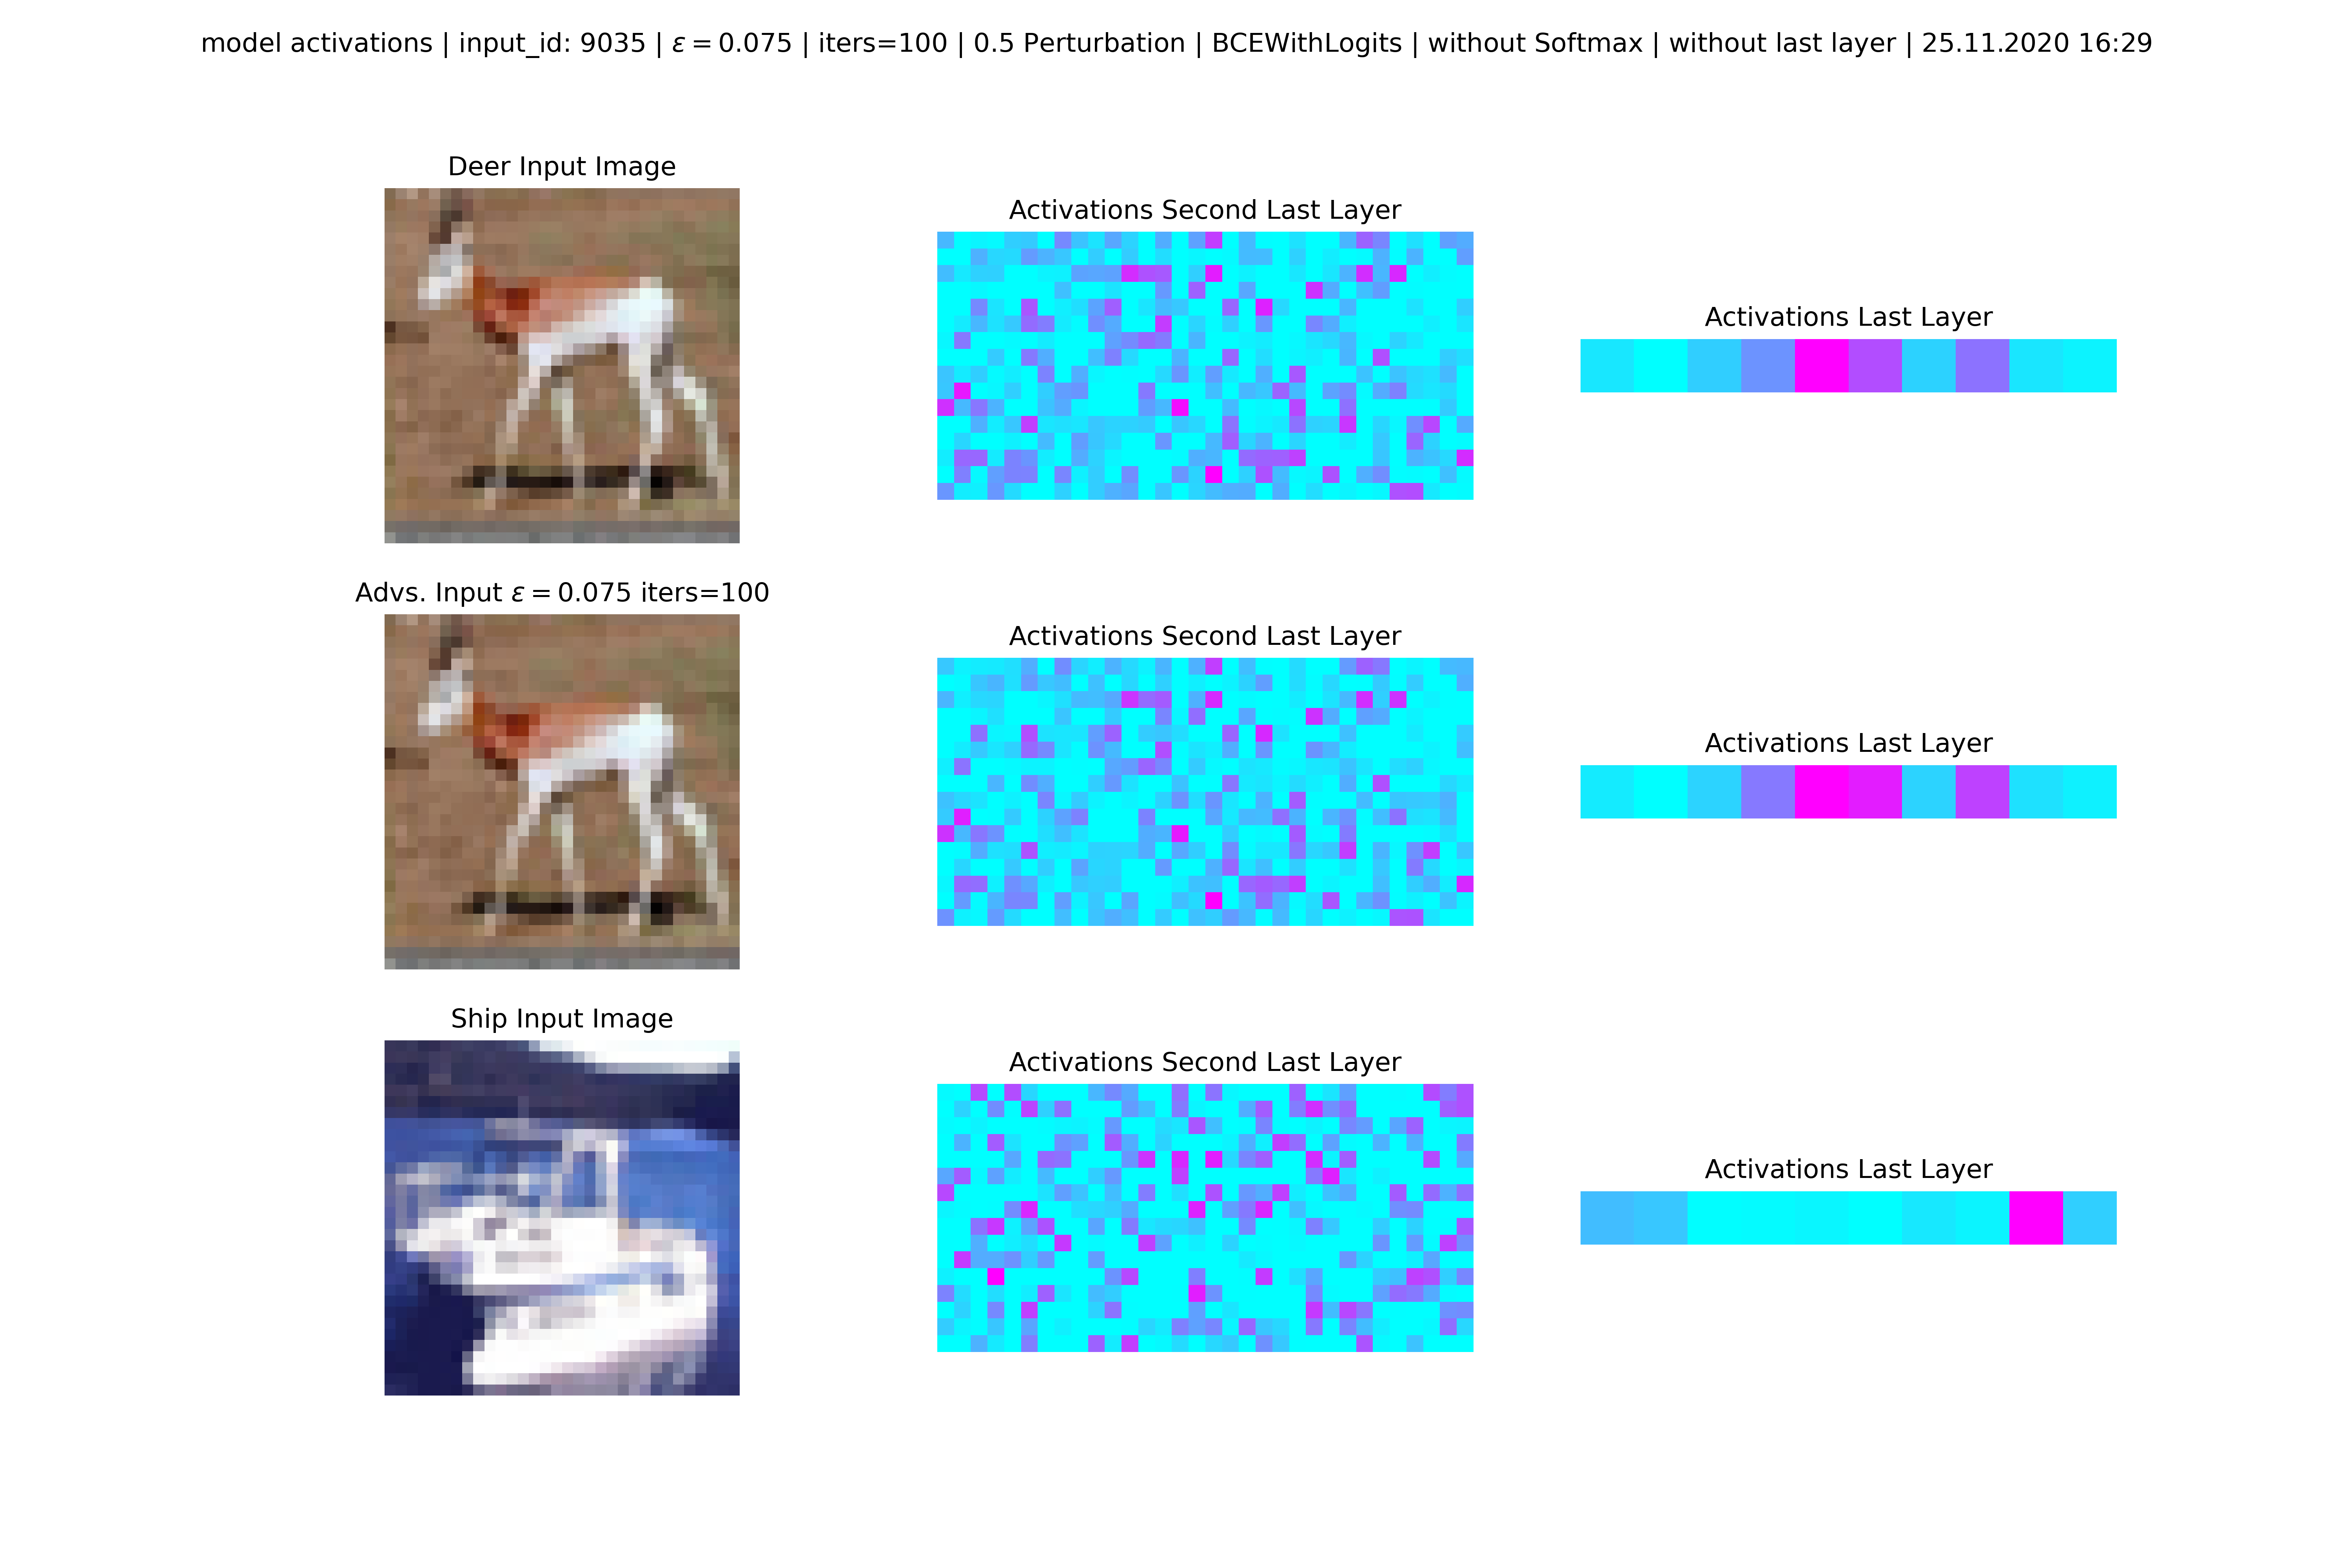 model activations | input_id: 9035 | ε = 0.075 | iters=100 | 0.5 Perturbation | BCEWithLogits | without Softmax | without last layer | 25.11.2020 16:29
Deer Input Image
Activations Second Last Layer
Activations Last Layer
Advs. Input ε = 0.075 iters=100
Activations Second Last Layer
Activations Last Layer
Ship Input Image
Activations Second Last Layer
Activations Last Layer